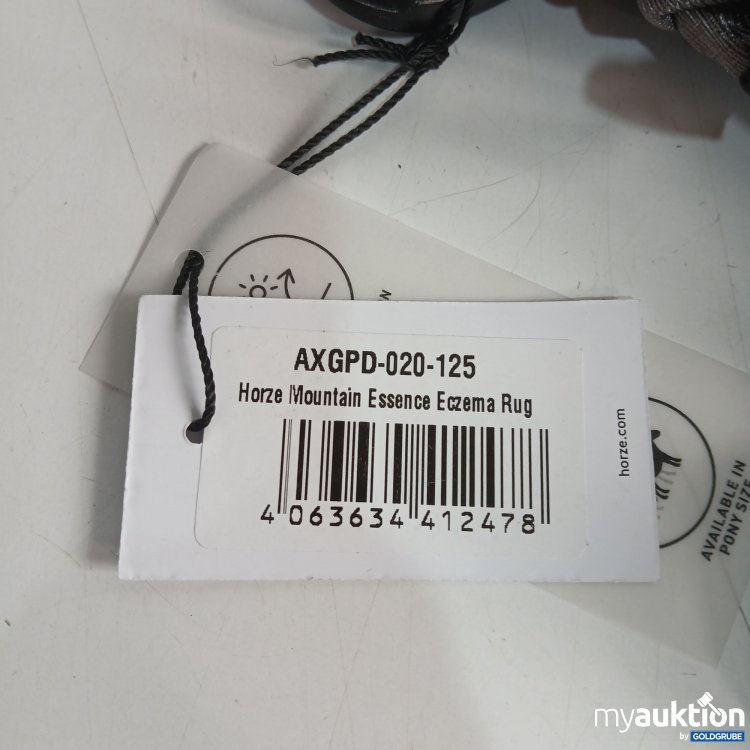 AXGPD-020-125
Horze Mountain Essence Eczema Rug
4 063634 412478
horze.com
AVAILABLE IN
PONY SIZE
myauktion
by GOLDGRUBE